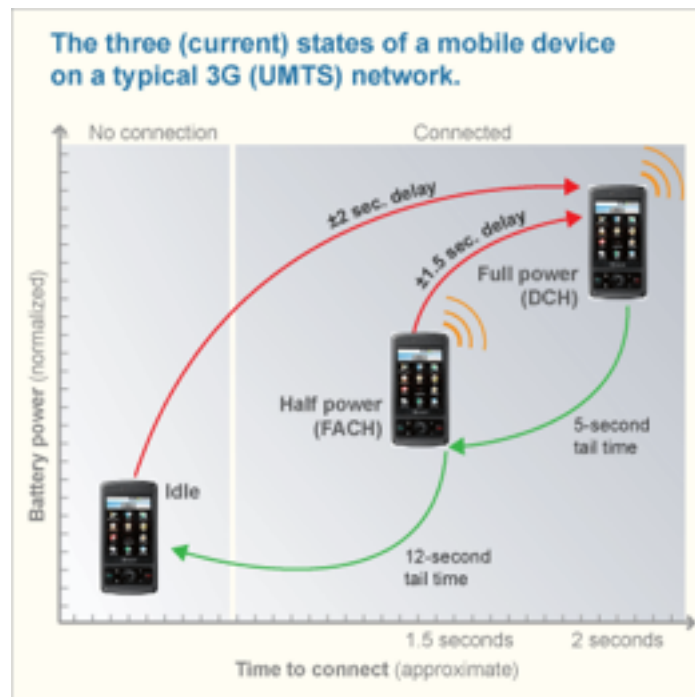 The three (current) states of a mobile device
on a typical 3G (UMTS) network.
No connection
Connected
±2 sec. delay
±1.5 sec. delay
Full power
(DCH)
Half power
(FACH)
5-second
tail time
Idle
12-second
tail time
Battery power (normalized)
1.5 seconds
2 seconds
Time to connect (approximate)